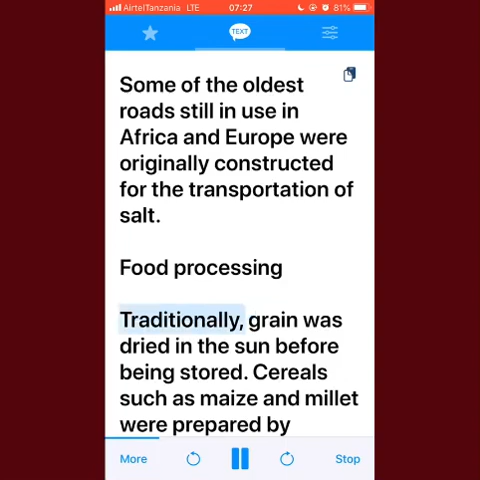 AirtelTanzania LTE 07:27 81%
TEXT
Some of the oldest
roads still in use in
Africa and Europe were
originally constructed
for the transportation of
salt.
Food processing
Traditionally, grain was
dried in the sun before
being stored. Cereals
such as maize and millet
were prepared by
More Stop